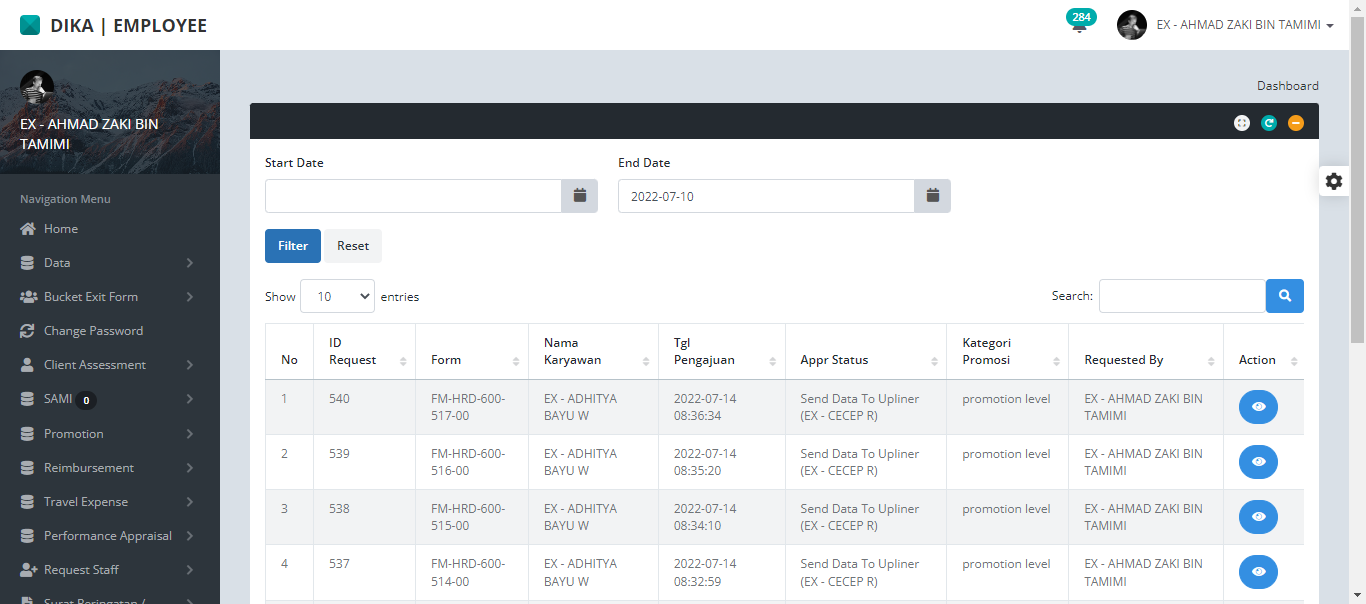 DIKA | EMPLOYEE
284
EX - AHMAD ZAKI BIN TAMIMI
EX - AHMAD ZAKI BIN
TAMIMI
Navigation Menu
Home
Data
Bucket Exit Form
Change Password
Client Assessment
SAMI 0
Promotion
Reimbursement
Travel Expense
Performance Appraisal
Request Staff
Surat Peringatan /
Dashboard
Start Date
End Date
2022-07-10
Filter
Reset
Show 10 entries
Search:
No
ID
Request
Form
Nama
Karyawan
Tgl
Pengajuan
Appr Status
Kategori
Promosi
Requested By
Action
1
540
FM-HRD-600-
517-00
EX - ADHITYA
BAYU W
2022-07-14
08:36:34
Send Data To Upliner
(EX - CECEP R)
promotion level
EX - AHMAD ZAKI BIN
TAMIMI
2
539
FM-HRD-600-
516-00
EX - ADHITYA
BAYU W
2022-07-14
08:35:20
Send Data To Upliner
(EX - CECEP R)
promotion level
EX - AHMAD ZAKI BIN
TAMIMI
3
538
FM-HRD-600-
515-00
EX - ADHITYA
BAYU W
2022-07-14
08:34:10
Send Data To Upliner
(EX - CECEP R)
promotion level
EX - AHMAD ZAKI BIN
TAMIMI
4
537
FM-HRD-600-
514-00
EX - ADHITYA
BAYU W
2022-07-14
08:32:59
Send Data To Upliner
(EX - CECEP R)
promotion level
EX - AHMAD ZAKI BIN
TAMIMI